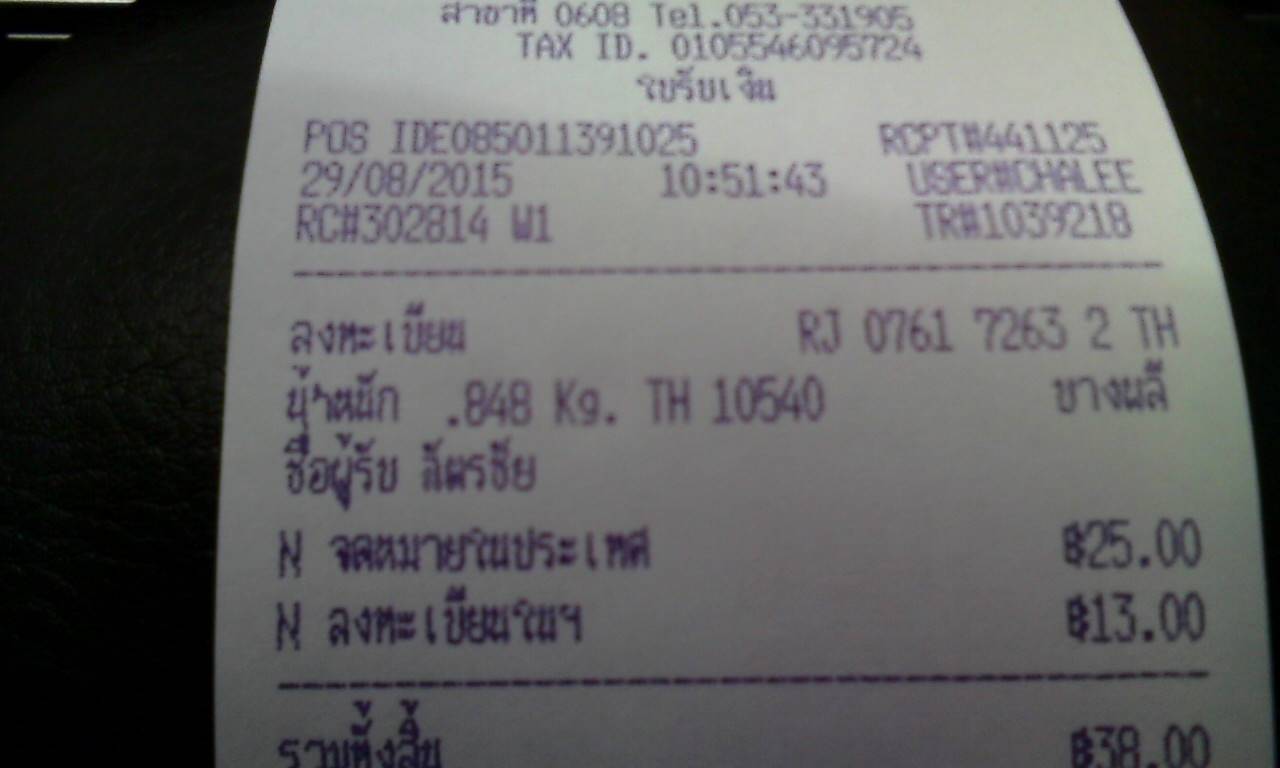 สาขาที่ 0608 Tel.053-331905
TAX ID. 0105546095724
ใบรับเงิน
POS IDE085011391025 RCPT#441125
29/08/2015 10:51:43 USER#CHALEE
RC#302814 W1 TR#1039218
ลงทะเบียน RJ 0761 7263 2 TH
น้ำหนัก .848 Kg. TH 10540 บางพลี
ชื่อผู้รับ ฉัตรชัย
N จดหมายในประเทศ ฿25.00
N ลงทะเบียนในฯ ฿13.00
รวมทั้งสิ้น ฿38.00